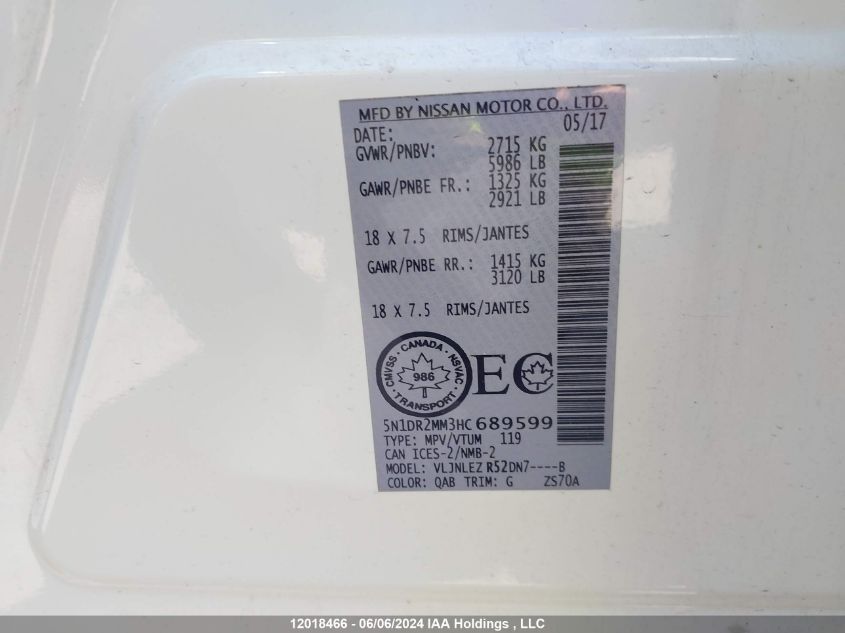 MFD BY NISSAN MOTOR CO., LTD.
DATE: 05/17
GVWR/PNBV: 2715 KG
5986 LB
GAWR/PNBE FR.: 1325 KG
2921 LB
18 X 7.5 RIMS/JANTES
GAWR/PNBE RR.: 1415 KG
3120 LB
18 X 7.5 RIMS/JANTES
CMVSS · CANADA · NSVAC · TRANSPORT ·
986
EC
5N1DR2MM3HC689599
TYPE: MPV/VTUM 119
CAN ICES-2/NMB-2
MODEL: VLJNLEZ R52DN7----B
COLOR: QAB TRIM: G ZS70A
12018466 - 06/06/2024 IAA Holdings , LLC